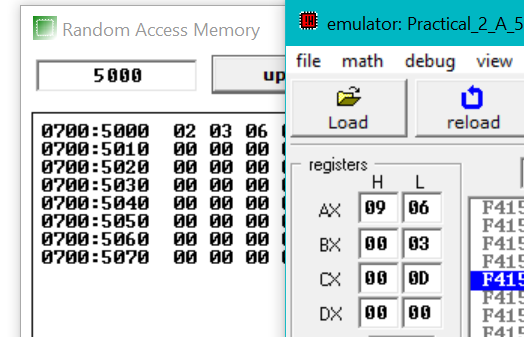 Random Access Memory
5000
up
0700:5000 02 03 06
0700:5010 00 00 00
0700:5020 00 00 00
0700:5030 00 00 00
0700:5040 00 00 00
0700:5050 00 00 00
0700:5060 00 00 00
0700:5070 00 00 00
emulator: Practical_2_A_5
file math debug view
Load reload
registers
H L
AX 09 06
BX 00 03
CX 00 0D
DX 00 00
F415
F415
F415
F415
F415
F415
F415